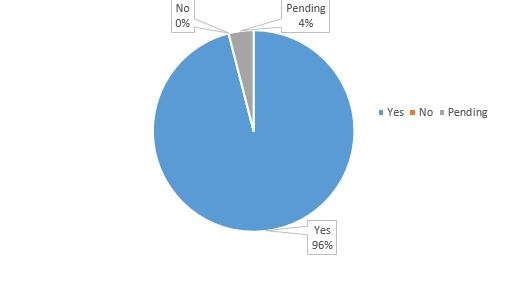 No
0%
Pending
4%
Yes No Pending
Yes
96%